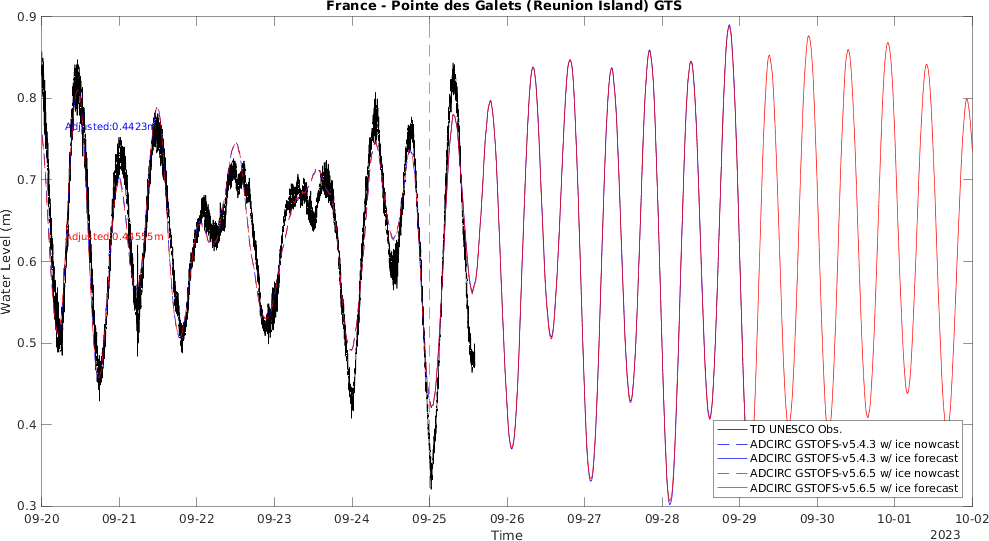 France - Pointe des Galets (Reunion Island) GTS
0.9
0.8
Adjusted:0.4423m
0.7
Adjusted:0.44555m
0.6
Water Level (m)
0.5
0.4
TD UNESCO Obs.
ADCIRC GSTOFS-v5.4.3 w/ ice nowcast
ADCIRC GSTOFS-v5.4.3 w/ ice forecast
ADCIRC GSTOFS-v5.6.5 w/ ice nowcast
ADCIRC GSTOFS-v5.6.5 w/ ice forecast
0.3
09-20 09-21 09-22 09-23 09-24 09-25 09-26 09-27 09-28 09-29 09-30 10-01 10-02
Time
2023